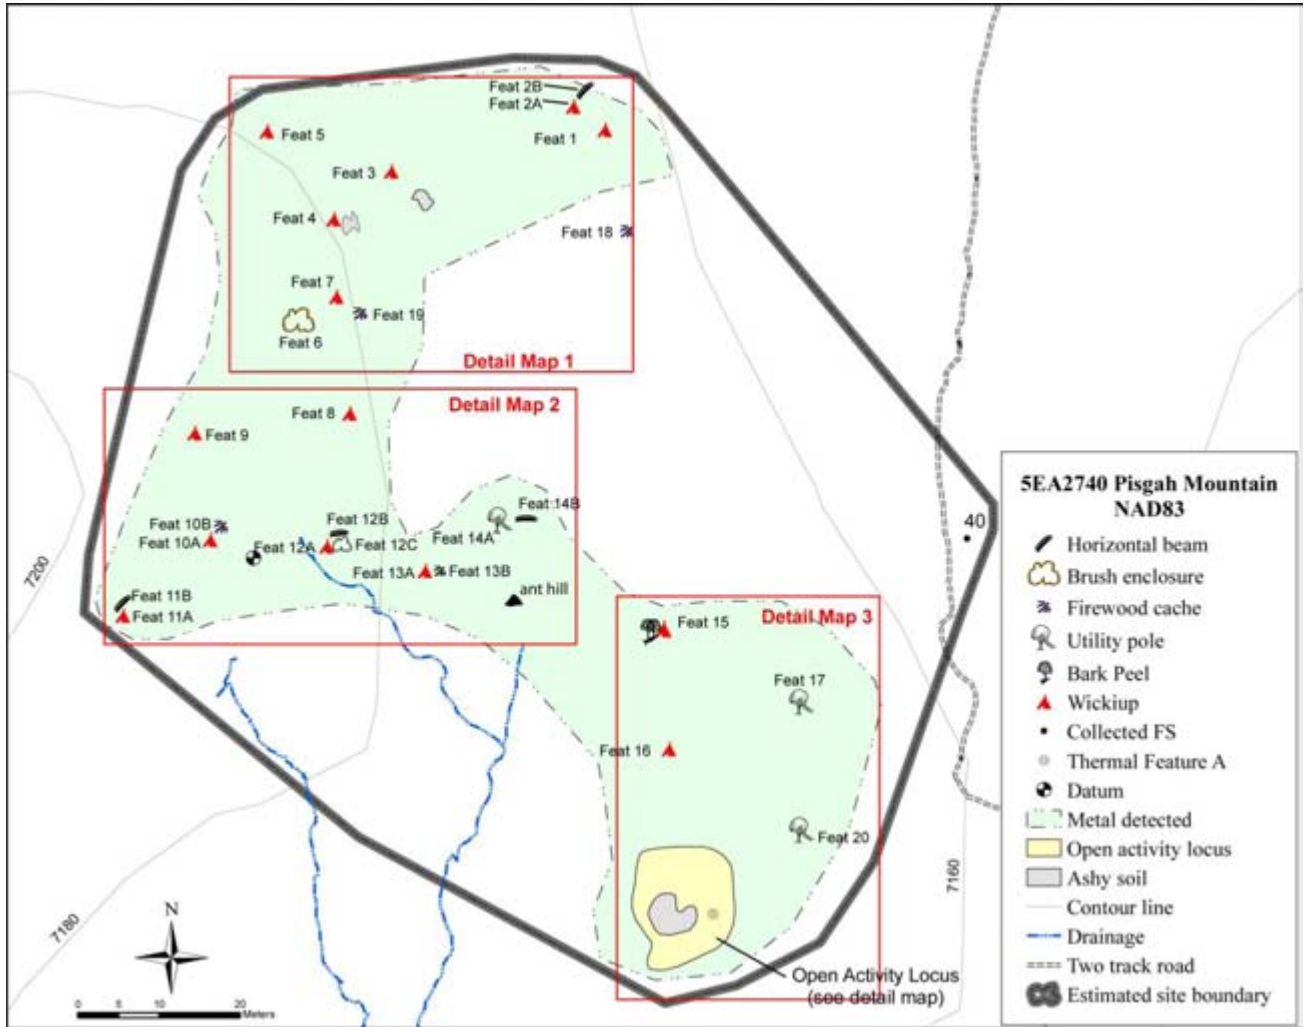 Feat 2B
Feat 2A
Feat 5
Feat 1
Feat 3
Feat 4
Feat 18
Feat 7
Feat 19
Feat 6
Detail Map 1
Detail Map 2
Feat 8
Feat 9
Feat 14B
Feat 10B
Feat 12B
Feat 14A
Feat 10A
Feat 12A
Feat 12C
Feat 13A
Feat 13B
ant hill
Feat 11B
Feat 11A
Detail Map 3
Feat 15
Feat 17
Feat 16
Feat 20
Open Activity Locus
(see detail map)
40
7200
7180
7160
N
0 5 10 20
Meters
5EA2740 Pisgah Mountain
NAD83
Horizontal beam
Brush enclosure
Firewood cache
Utility pole
Bark Peel
Wickiup
Collected FS
Thermal Feature A
Datum
Metal detected
Open activity locus
Ashy soil
Contour line
Drainage
Two track road
Estimated site boundary